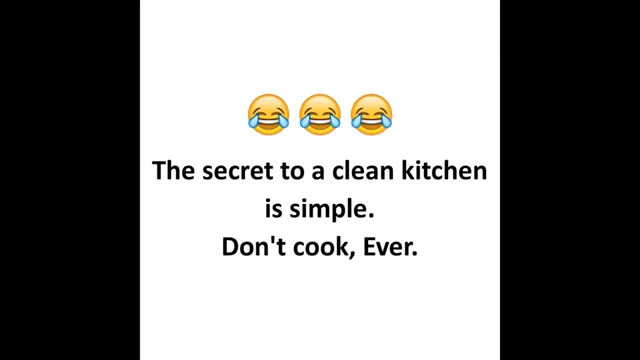 😂😂😂
The secret to a clean kitchen
is simple.
Don't cook, Ever.